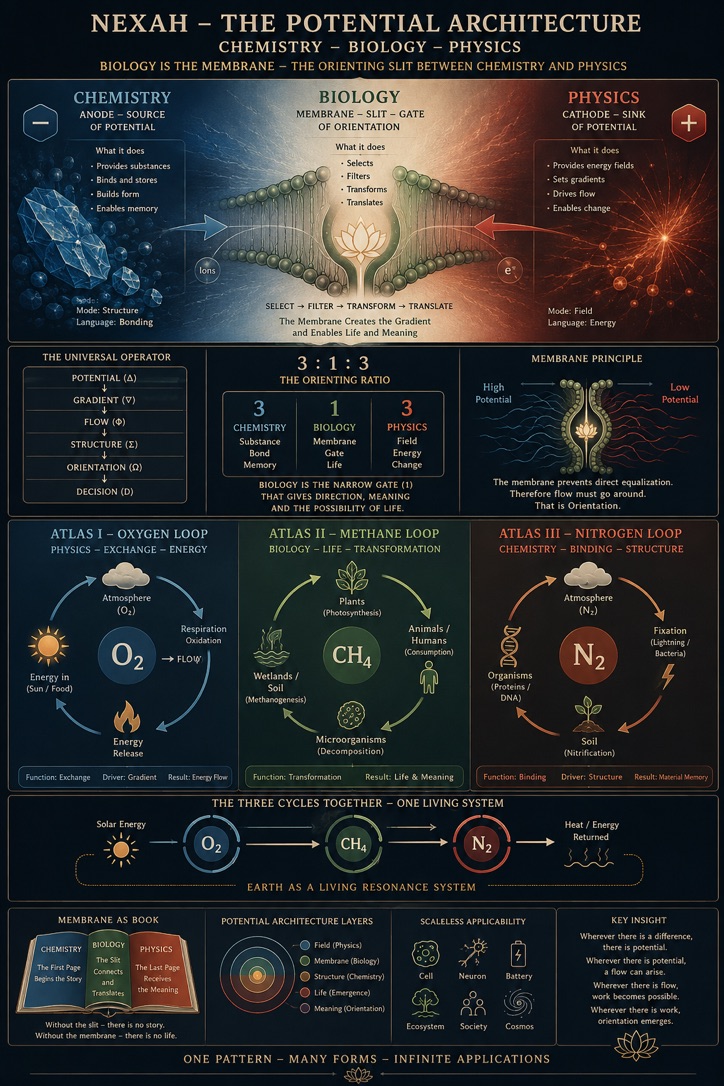 NEXAH – THE POTENTIAL ARCHITECTURE
CHEMISTRY – BIOLOGY – PHYSICS
BIOLOGY IS THE MEMBRANE – THE ORIENTING SLIT BETWEEN CHEMISTRY AND PHYSICS
CHEMISTRY
ANODE – SOURCE
OF POTENTIAL
−
What it does
• Provides substances
• Binds and stores
• Builds form
• Enables memory
Ions
Mode: Structure
Language: Bonding
BIOLOGY
MEMBRANE – SLIT – GATE
OF ORIENTATION
What it does
• Selects
• Filters
• Transforms
• Translates
SELECT → FILTER → TRANSFORM → TRANSLATE
The Membrane Creates the Gradient
and Enables Life and Meaning
PHYSICS
CATHODE – SINK
OF POTENTIAL
+
What it does
• Provides energy fields
• Sets gradients
• Drives flow
• Enables change
e⁻
Mode: Field
Language: Energy
THE UNIVERSAL OPERATOR
POTENTIAL (Δ)
↓
GRADIENT (∇)
↓
FLOW (Φ)
↓
STRUCTURE (Σ)
↓
ORIENTATION (Ω)
↓
DECISION (D)
3 : 1 : 3
THE ORIENTING RATIO
3
CHEMISTRY
Substance
Bond
Memory
1
BIOLOGY
Membrane
Gate
Life
3
PHYSICS
Field
Energy
Change
BIOLOGY IS THE NARROW GATE (1)
THAT GIVES DIRECTION, MEANING
AND THE POSSIBILITY OF LIFE.
MEMBRANE PRINCIPLE
High
Potential
Low
Potential
The membrane prevents direct equalization.
Therefore flow must go around.
That is Orientation.
ATLAS I – OXYGEN LOOP
PHYSICS – EXCHANGE – ENERGY
Atmosphere
(O₂)
Respiration
Oxidation
O₂
→ FLOW
Energy in
(Sun / Food)
Energy
Release
Function: Exchange Driver: Gradient Result: Energy Flow
ATLAS II – METHANE LOOP
BIOLOGY – LIFE – TRANSFORMATION
Plants
(Photosynthesis)
Animals /
Humans
(Consumption)
CH₄
Wetlands /
Soil
(Methanogenesis)
Microorganisms
(Decomposition)
Function: Transformation Result: Life & Meaning
ATLAS III – NITROGEN LOOP
CHEMISTRY – BINDING – STRUCTURE
Atmosphere
(N₂)
Fixation
(Lightning /
Bacteria)
N₂
Organisms
(Proteins /
DNA)
Soil
(Nitrification)
Function: Binding Driver: Structure Result: Material Memory
THE THREE CYCLES TOGETHER – ONE LIVING SYSTEM
Solar Energy
O₂
CH₄
N₂
Heat / Energy
Returned
EARTH AS A LIVING RESONANCE SYSTEM
MEMBRANE AS BOOK
CHEMISTRY
The First Page
Begins the Story
BIOLOGY
The Slit
Connects
and
Translates
PHYSICS
The Last Page
Receives
the Meaning
Without the slit – there is no story.
Without the membrane – there is no life.
POTENTIAL ARCHITECTURE LAYERS
Field (Physics)
Membrane (Biology)
Structure (Chemistry)
Life (Emergence)
Meaning (Orientation)
SCALELESS APPLICABILITY
Cell
Neuron
Battery
Ecosystem
Society
Cosmos
KEY INSIGHT
Wherever there is a difference,
there is potential.
Wherever there is potential,
a flow can arise.
Wherever there is flow,
work becomes possible.
Wherever there is work,
orientation emerges.
ONE PATTERN – MANY FORMS – INFINITE APPLICATIONS